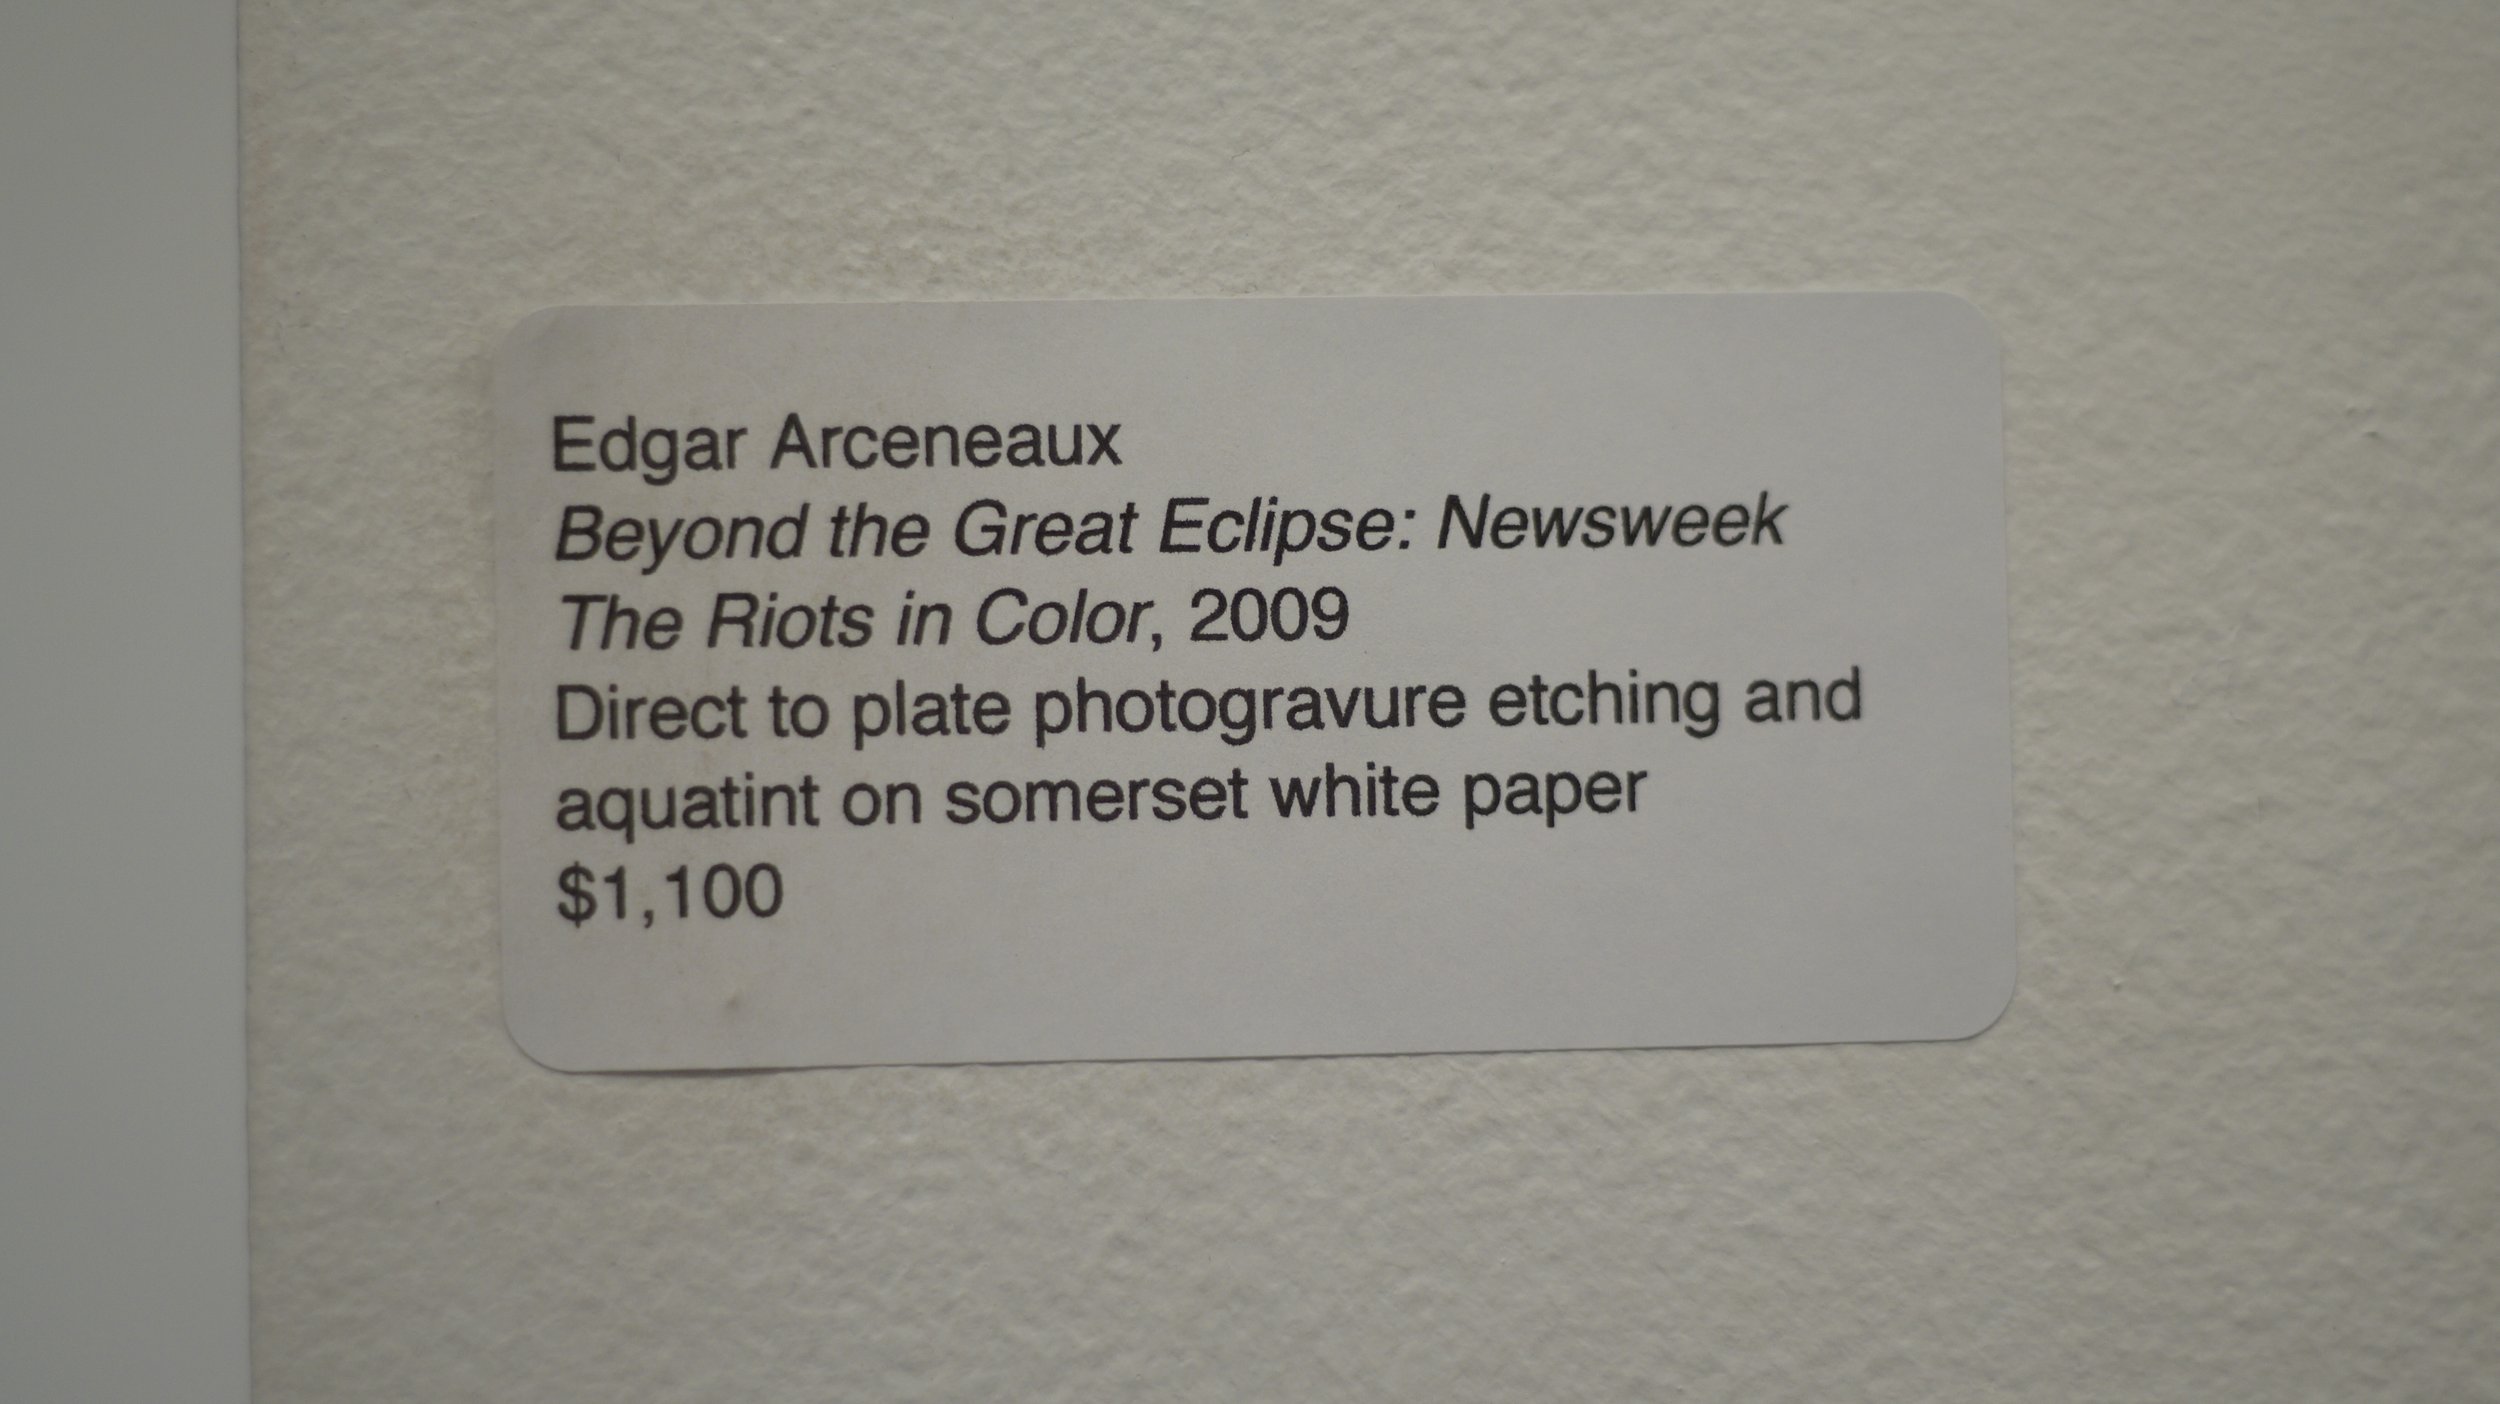 Edgar Arceneaux
Beyond the Great Eclipse: Newsweek
The Riots in Color, 2009
Direct to plate photogravure etching and
aquatint on somerset white paper
$1,100